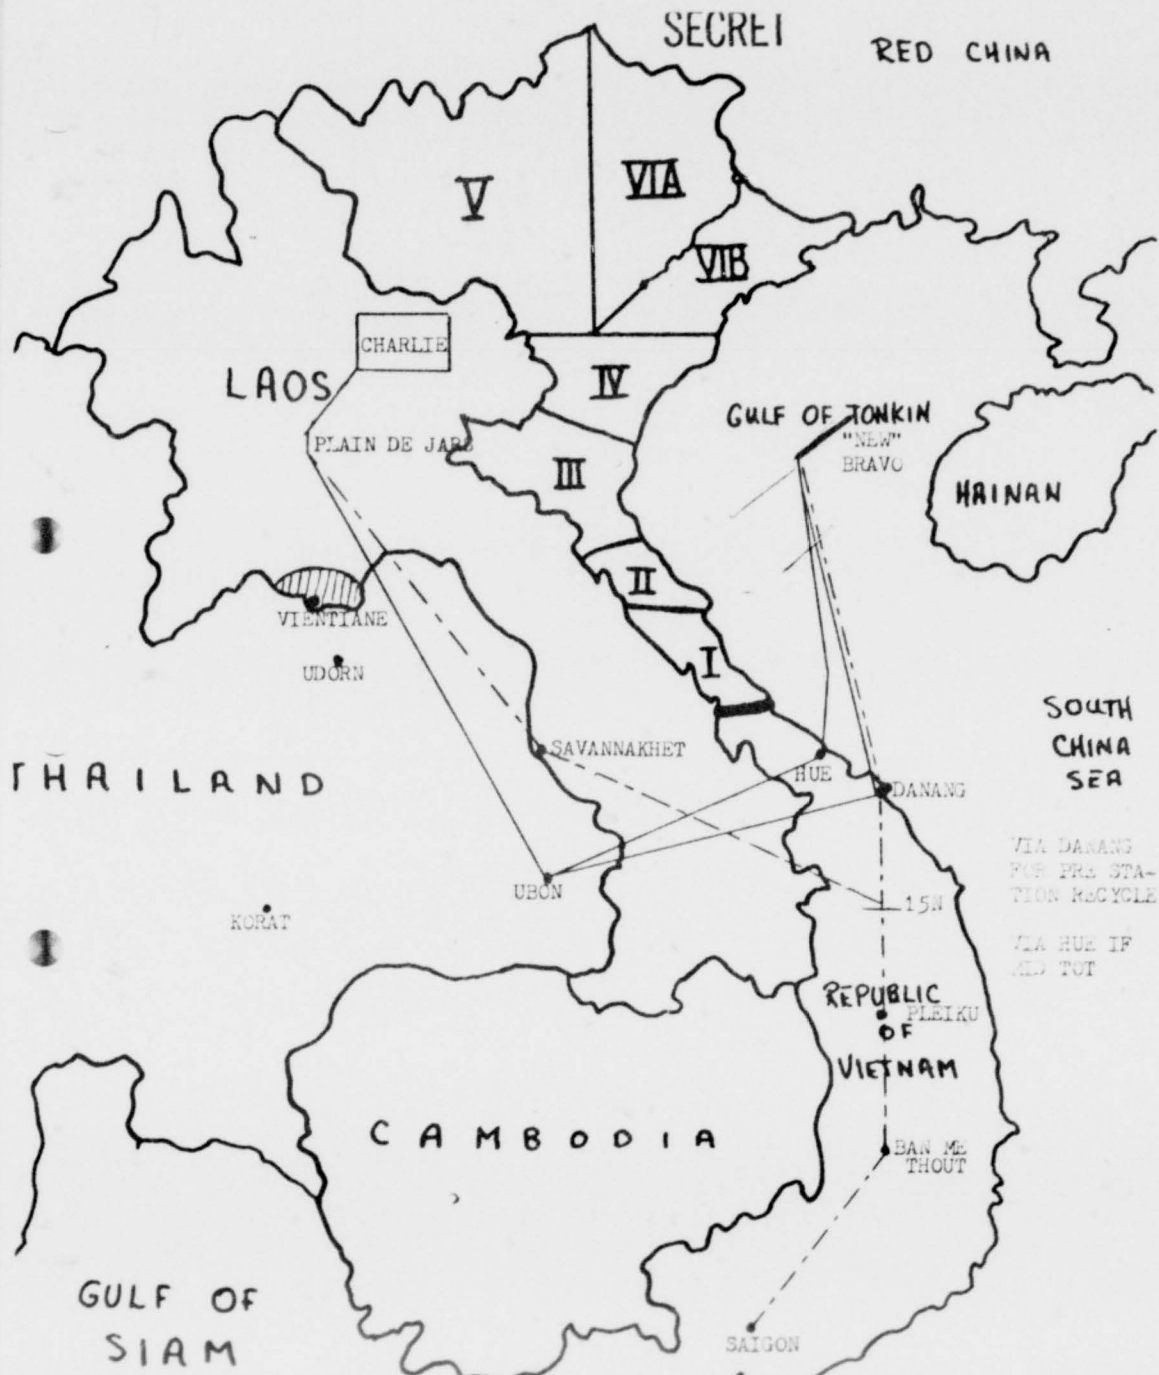 SECRET
RED CHINA
V
VIA
VIB
CHARLIE
LAOS
IV
GULF OF TONKIN
"NEW"
BRAVO
PLAIN DE JARS
III
HAINAN
II
VIENTIANE
UDORN
I
SOUTH
CHINA
SEA
SAVANNAKHET
HUE
THAILAND
DANANG
VIA DANANG
FOR PRE STA-
TION RECYCLE
UBON
15N
KORAT
VIA HUE IF
MID TOT
REPUBLIC
PLEIKU
OF
VIETNAM
CAMBODIA
BAN ME
THOUT
GULF OF
SIAM
SAIGON